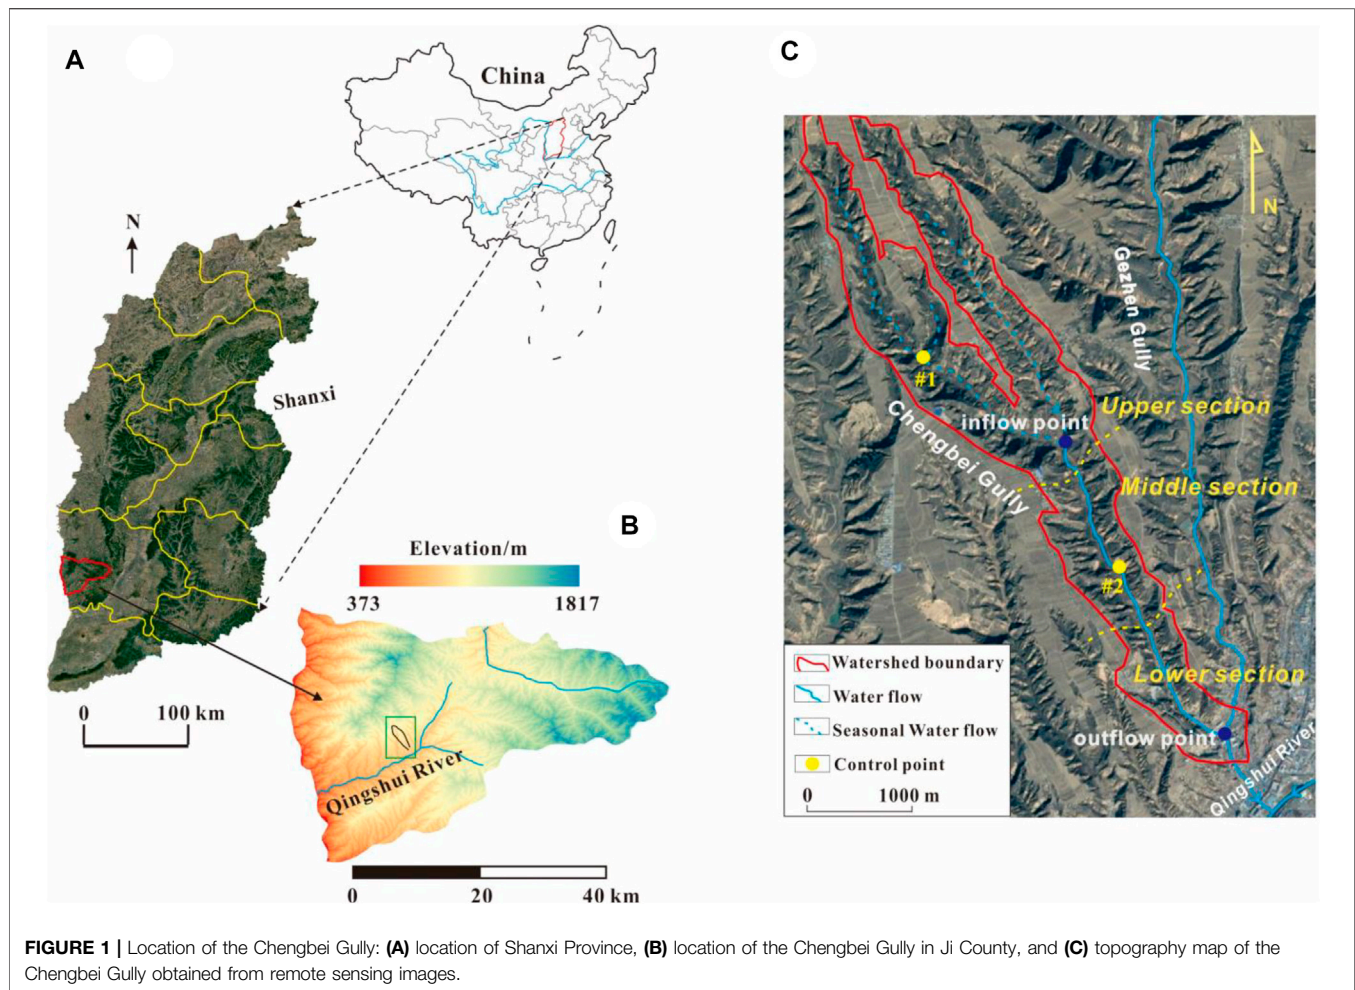 A
China
N
Shanxi
0 100 km
B
Elevation/m
373 1817
Qingshui River
0 20 40 km
C
N
Gezhen Gully
#1
Upper section
inflow point
Chengbei Gully
Middle section
#2
Lower section
outflow point
Qingshui River
Watershed boundary
Water flow
Seasonal Water flow
Control point
0 1000 m
FIGURE 1 | Location of the Chengbei Gully: (A) location of Shanxi Province, (B) location of the Chengbei Gully in Ji County, and (C) topography map of the
Chengbei Gully obtained from remote sensing images.